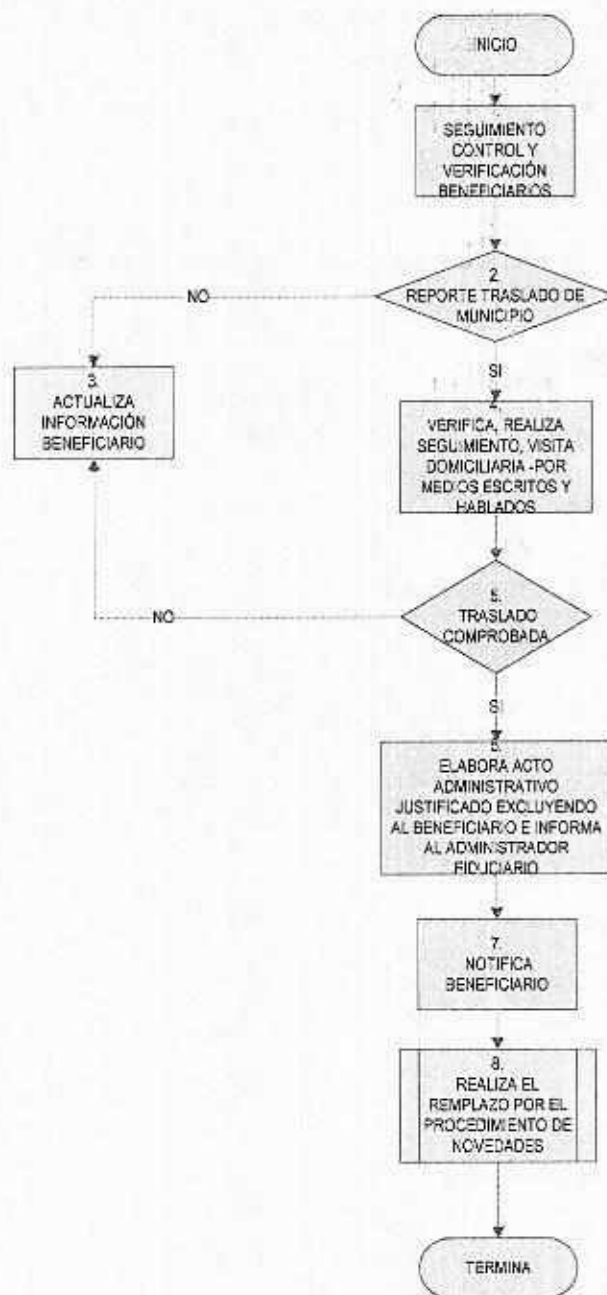 INICIO
SEGUIMIENTO
CONTROL Y
VERIFICACIÓN
BENEFICIARIOS
2.
REPORTE TRASLADO DE
MUNICIPIO
NO
SI
3.
ACTUALIZA
INFORMACIÓN
BENEFICIARIO
VERIFICA, REALIZA
SEGUIMIENTO, VISITA
DOMICILIARIA -POR
MEDIOS ESCRITOS Y
HABLADOS
5.
TRASLADO
COMPROBADA
NO
SI
ELABORA ACTO
ADMINISTRATIVO
JUSTIFICADO EXCLUYENDO
AL BENEFICIARIO E INFORMA
AL ADMINISTRADOR
FIDUCIARIO
7.
NOTIFICA
BENEFICIARIO
8.
REALIZA EL
REMPLAZO POR EL
PROCEDIMIENTO DE
NOVEDADES
TERMINA